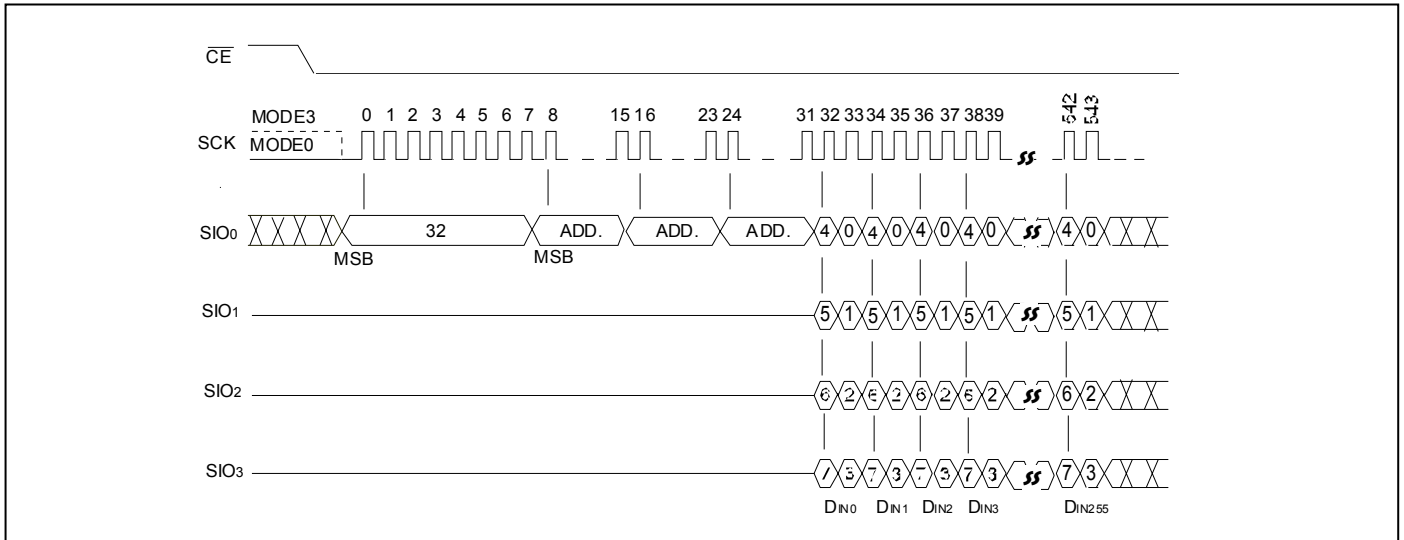 CE
MODE3 0 1 2 3 4 5 6 7 8 15 16 23 24 31 32 33 34 35 36 37 38 39 542 543
SCK MODE0
SIO0 32 ADD. ADD. ADD. 4 0 4 0 4 0 4 0 4 0
MSB MSB
SIO1 5 1 5 1 5 1 5 1 5 1
SIO2 6 2 6 2 6 2 6 2 6 2
SIO3 7 3 7 3 7 3 7 3 7 3
DIN0 DIN1 DIN2 DIN3 DIN255